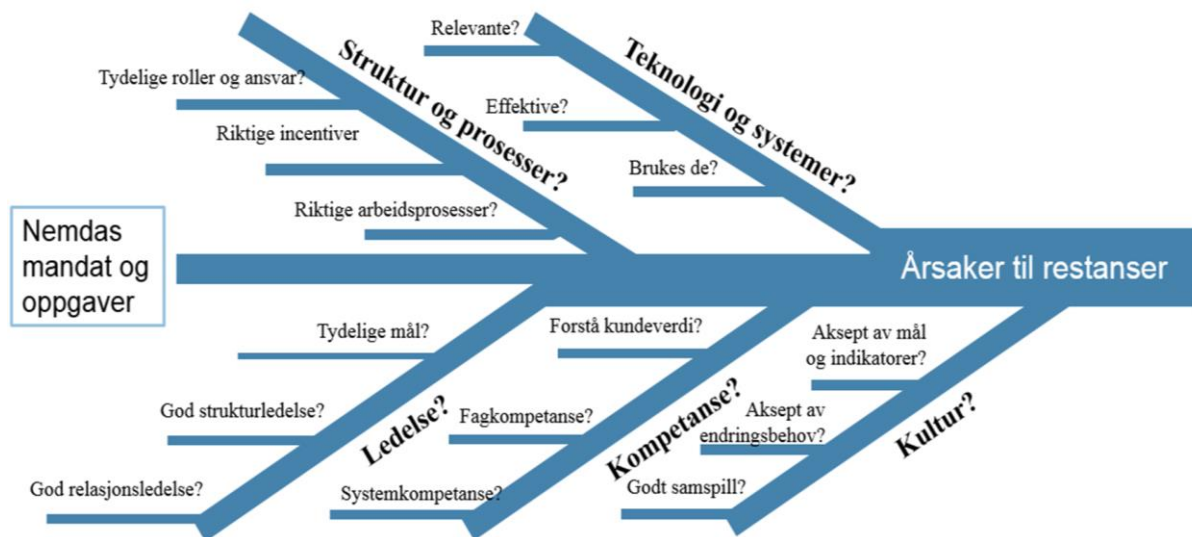 Relevante?
Tydelige roller og ansvar?
Struktur og prosesser?
Teknologi og systemer?
Effektive?
Riktige incentiver
Brukes de?
Riktige arbeidsprosesser?
Nemdas
mandat og
oppgaver
Årsaker til restanser
Tydelige mål?
Forstå kundeverdi?
Aksept av mål
og indikatorer?
God strukturledelse?
Ledelse?
Fagkompetanse?
Kompetanse?
Aksept av
endringsbehov?
Kultur?
God relasjonsledelse?
Systemkompetanse?
Godt samspill?